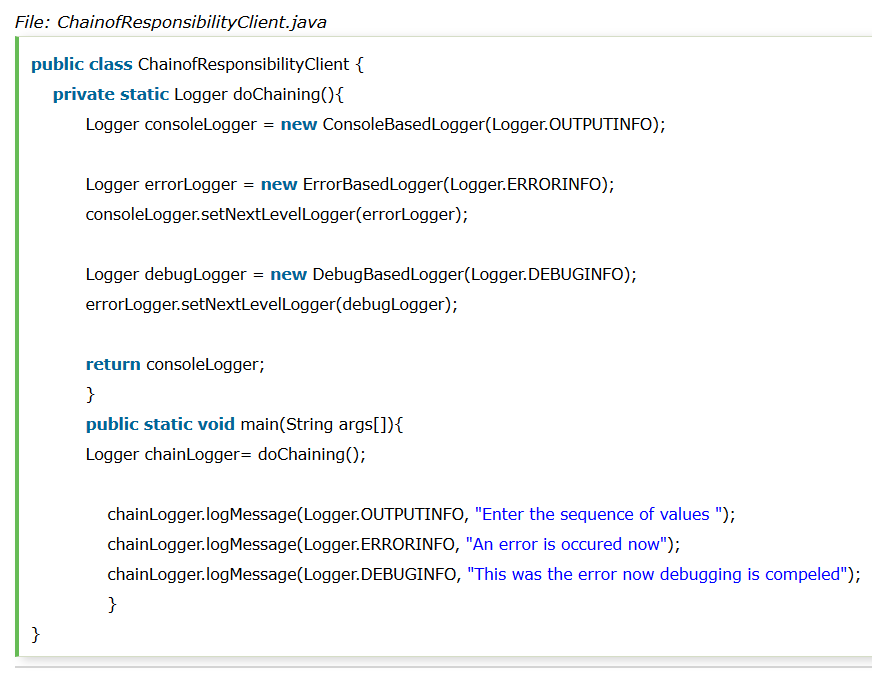 File: ChainofResponsibilityClient.java
public class ChainofResponsibilityClient {
private static Logger doChaining(){
Logger consoleLogger = new ConsoleBasedLogger(Logger.OUTPUTINFO);
Logger errorLogger = new ErrorBasedLogger(Logger.ERRORINFO);
consoleLogger.setNextLevelLogger(errorLogger);
Logger debugLogger = new DebugBasedLogger(Logger.DEBUGINFO);
errorLogger.setNextLevelLogger(debugLogger);
return consoleLogger;
}
public static void main(String args[]){
Logger chainLogger= doChaining();
chainLogger.logMessage(Logger.OUTPUTINFO, "Enter the sequence of values ");
chainLogger.logMessage(Logger.ERRORINFO, "An error is occured now");
chainLogger.logMessage(Logger.DEBUGINFO, "This was the error now debugging is compeled");
}
}